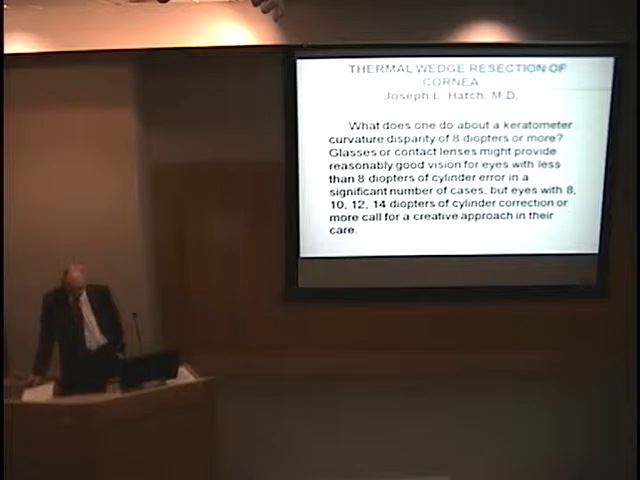 THERMAL WEDGE RESECTION OF
CORNEA
Joseph L. Hatch, M.D.
What does one do about a keratometer
curvature disparity of 8 diopters or more?
Glasses or contact lenses might provide
reasonably good vision for eyes with less
than 8 diopters of cylinder error in a
significant number of cases, but eyes with 8,
10, 12, 14 diopters of cylinder correction or
more call for a creative approach in their
care.